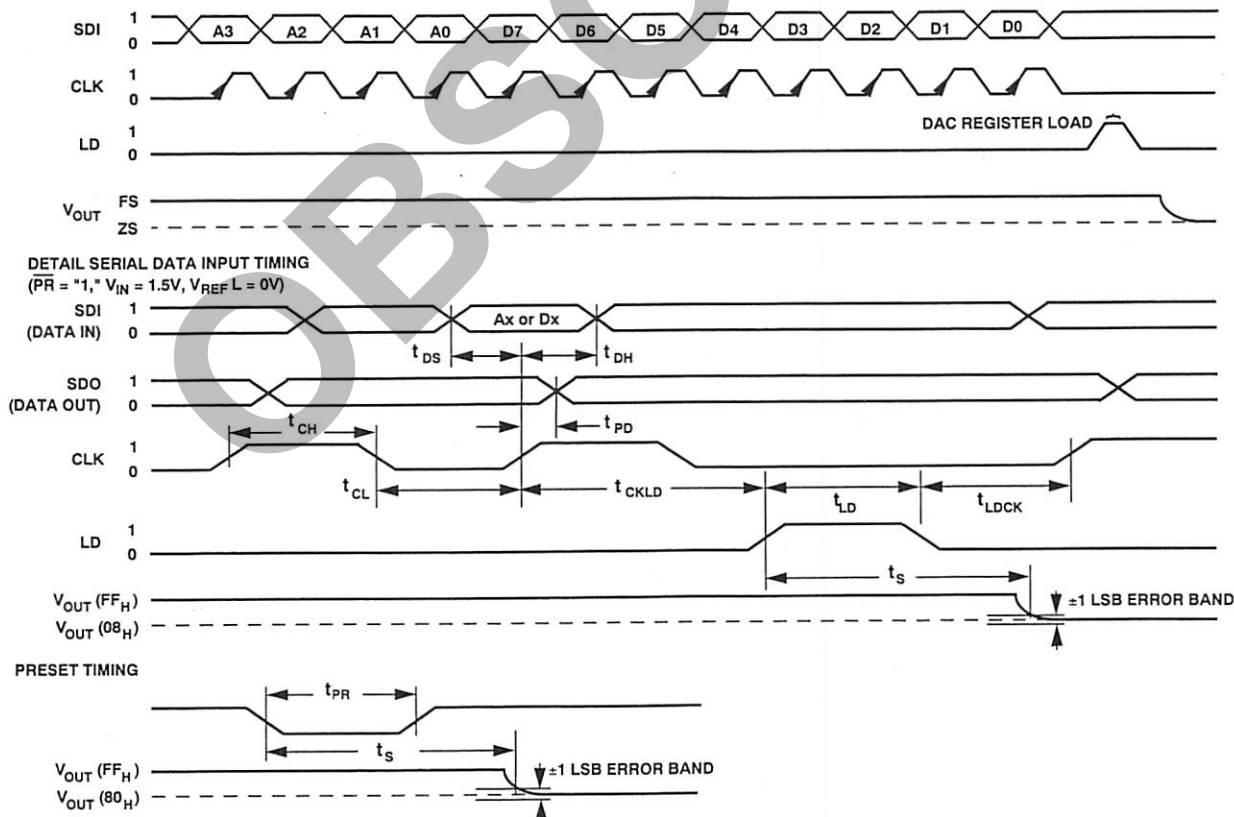 SDI 1 0 A3 A2 A1 A0 D7 D6 D5 D4 D3 D2 D1 D0
CLK 1 0
DAC REGISTER LOAD
LD 1 0
VOUT FS ZS
DETAIL SERIAL DATA INPUT TIMING
(PR = "1," VIN = 1.5V, VREF L = 0V)
SDI (DATA IN) 1 0 Ax or Dx
tDS tDH
SDO (DATA OUT) 1 0
tCH tPD
CLK 1 0
tCL tCKLD tLD tLDCK
LD 1 0
tS
VOUT (FFH)
±1 LSB ERROR BAND
VOUT (08H)
PRESET TIMING
tPR
tS
VOUT (FFH)
±1 LSB ERROR BAND
VOUT (80H)